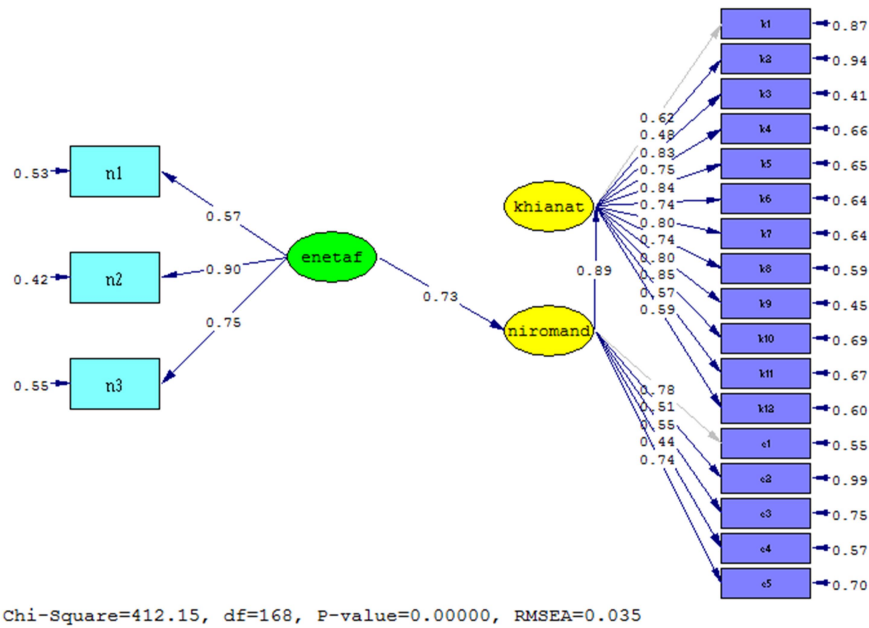 k1
0.87
k2
0.94
k3
0.41
k4
0.66
k5
0.65
k6
0.64
k7
0.64
k8
0.59
k9
0.45
k10
0.69
k11
0.67
k12
0.60
c1
0.55
c2
0.99
c3
0.75
c4
0.57
c5
0.70
0.62
0.48
0.83
0.75
0.84
0.74
0.80
0.74
0.80
0.85
0.57
0.59
khianat
0.89
niromand
0.78
0.51
0.55
0.44
0.74
0.53
n1
0.57
0.42
n2
0.90
enetaf
0.73
0.55
n3
0.75
Chi-Square=412.15, df=168, P-value=0.00000, RMSEA=0.035